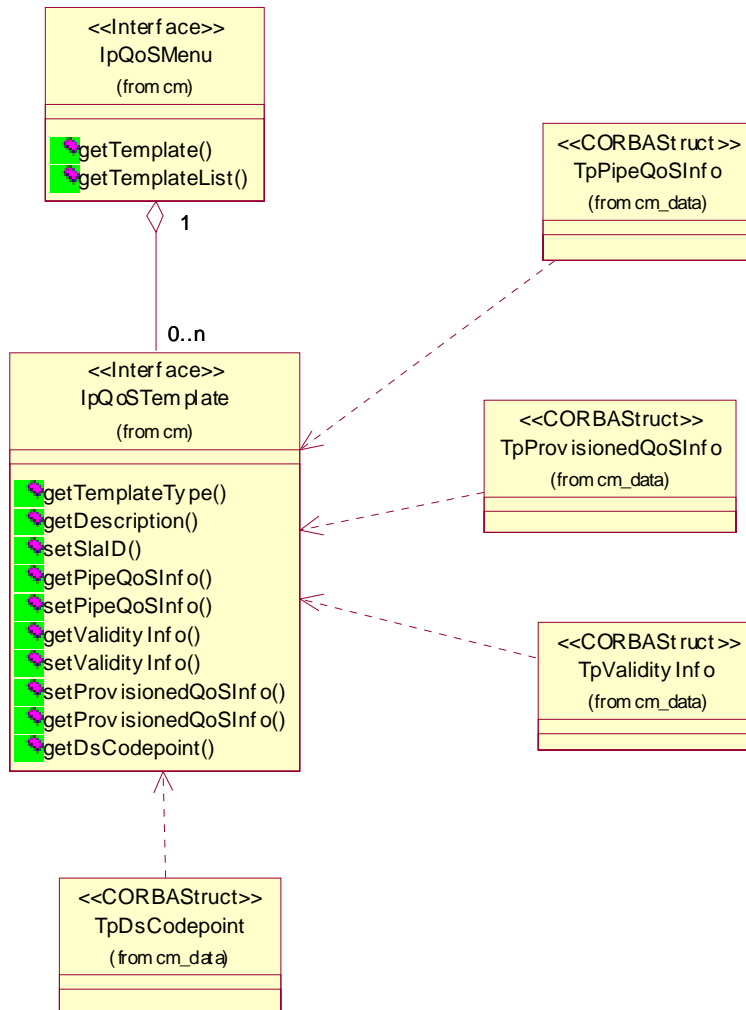 <<Interface>>
IpQoSMenu
(from cm)
getTemplate()
getTemplateList()
1
0..n
<<CORBAStruct>>
TpPipeQoSInfo
(from cm_data)
<<Interface>>
IpQoSTemplate
(from cm)
getTemplateType()
getDescription()
setSlaID()
getPipeQoSInfo()
setPipeQoSInfo()
getValidityInfo()
setValidityInfo()
setProvisionedQoSInfo()
getProvisionedQoSInfo()
getDsCodepoint()
<<CORBAStruct>>
TpProvisionedQoSInfo
(from cm_data)
<<CORBAStruct>>
TpValidityInfo
(from cm_data)
<<CORBAStruct>>
TpDsCodepoint
(from cm_data)